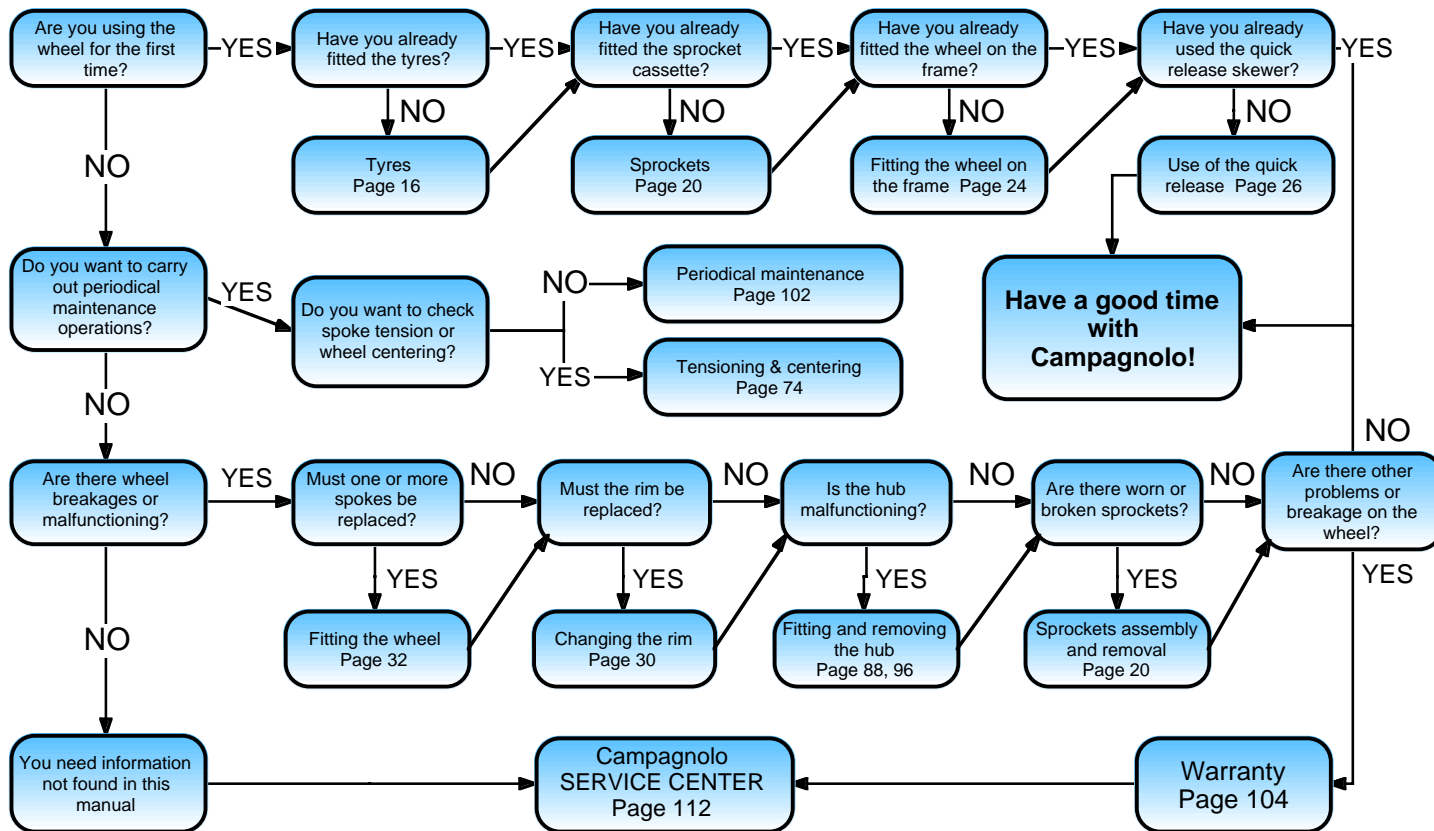 Are you using the
wheel for the first
time?
YES
Have you already
fitted the tyres?
YES
Have you already
fitted the sprocket
cassette?
YES
Have you already
fitted the wheel on the
frame?
YES
Have you already
used the quick
release skewer?
YES
NO
NO
NO
NO
NO
Tyres
Page 16
Sprockets
Page 20
Fitting the wheel on
the frame Page 24
Use of the quick
release Page 26
Do you want to carry
out periodical
maintenance
operations?
YES
Do you want to check
spoke tension or
wheel centering?
NO
Periodical maintenance
Page 102
YES
Tensioning & centering
Page 74
Have a good time
with
Campagnolo!
NO
NO
Are there wheel
breakages or
malfunctioning?
YES
Must one or more
spokes be
replaced?
NO
Must the rim be
replaced?
NO
Is the hub
malfunctioning?
NO
Are there worn or
broken sprockets?
NO
Are there other
problems or
breakage on the
wheel?
YES
YES
YES
YES
YES
NO
Fitting the wheel
Page 32
Changing the rim
Page 30
Fitting and removing
the hub
Page 88, 96
Sprockets assembly
and removal
Page 20
You need information
not found in this
manual
Campagnolo
SERVICE CENTER
Page 112
Warranty
Page 104